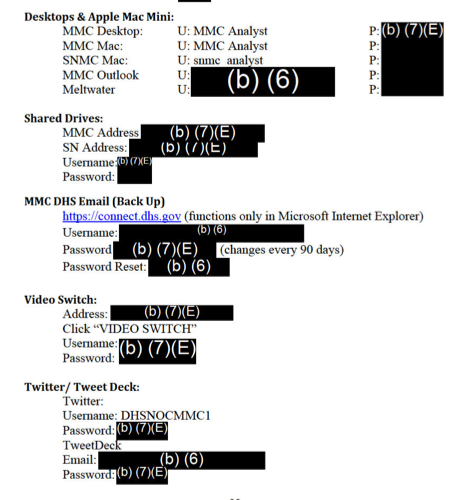 Desktops & Apple Mac Mini:
MMC Desktop: U: MMC Analyst P: (b) (7)(E)
MMC Mac: U: MMC Analyst P:
SNMC Mac: U: snmc analyst P:
MMC Outlook U: (b) (6) P:
Meltwater U: P:
Shared Drives:
MMC Address (b) (7)(E)
SN Address: (b) (7)(E)
Username: (b) (7)(E)
Password:
MMC DHS Email (Back Up)
https://connect.dhs.gov (functions only in Microsoft Internet Explorer)
Username: (b) (6)
Password (b) (7)(E) (changes every 90 days)
Password Reset: (b) (6)
Video Switch:
Address: (b) (7)(E)
Click “VIDEO SWITCH”
Username: (b) (7)(E)
Password:
Twitter/ Tweet Deck:
Twitter:
Username: DHSNOCMMC1
Password: (b) (7)(E)
TweetDeck
Email: (b) (6)
Password: (b) (7)(E)